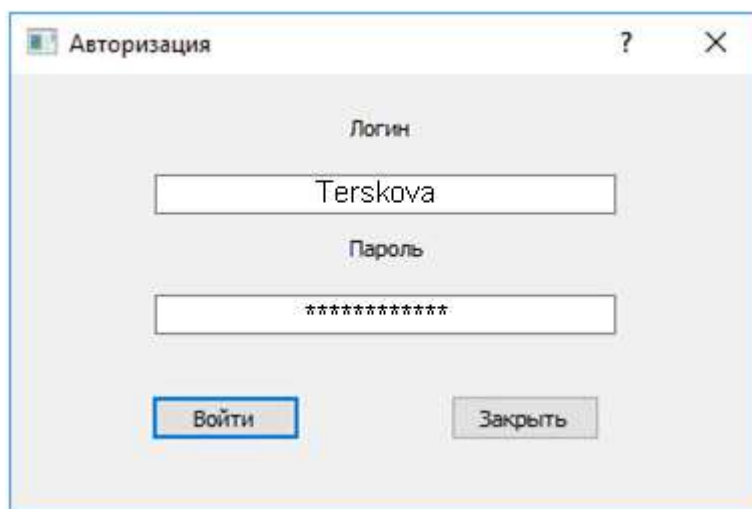 Авторизация ?
Логин
Terskova
Пароль
************
Войти Закрыть